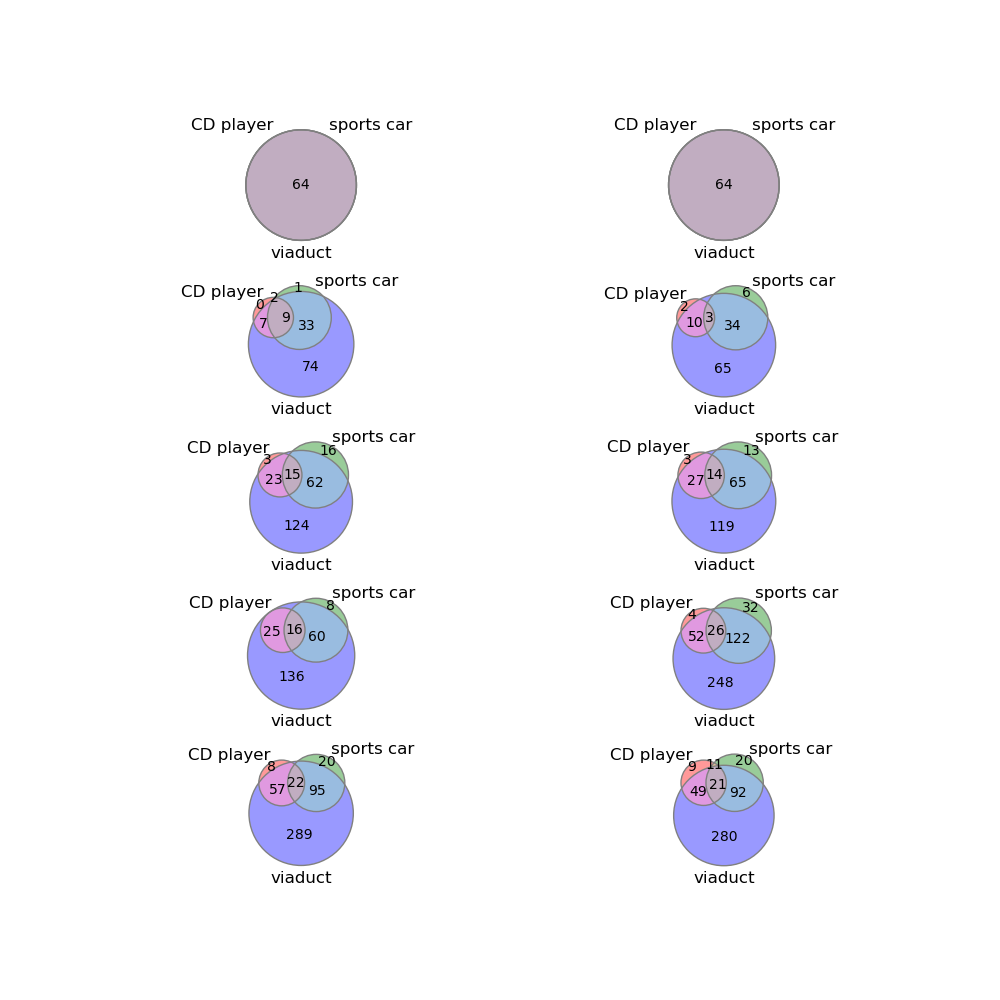 CD player sports car
64
viaduct
CD player sports car
64
viaduct
CD player sports car
0 2 1
7 9 33
74
viaduct
CD player sports car
2 6
10 3 34
65
viaduct
CD player sports car
3 16
23 15 62
124
viaduct
CD player sports car
3 13
27 14 65
119
viaduct
CD player sports car
8
25 16 60
136
viaduct
CD player sports car
4 32
52 26 122
248
viaduct
CD player sports car
8 20
57 22 95
289
viaduct
CD player sports car
9 11 20
49 21 92
280
viaduct